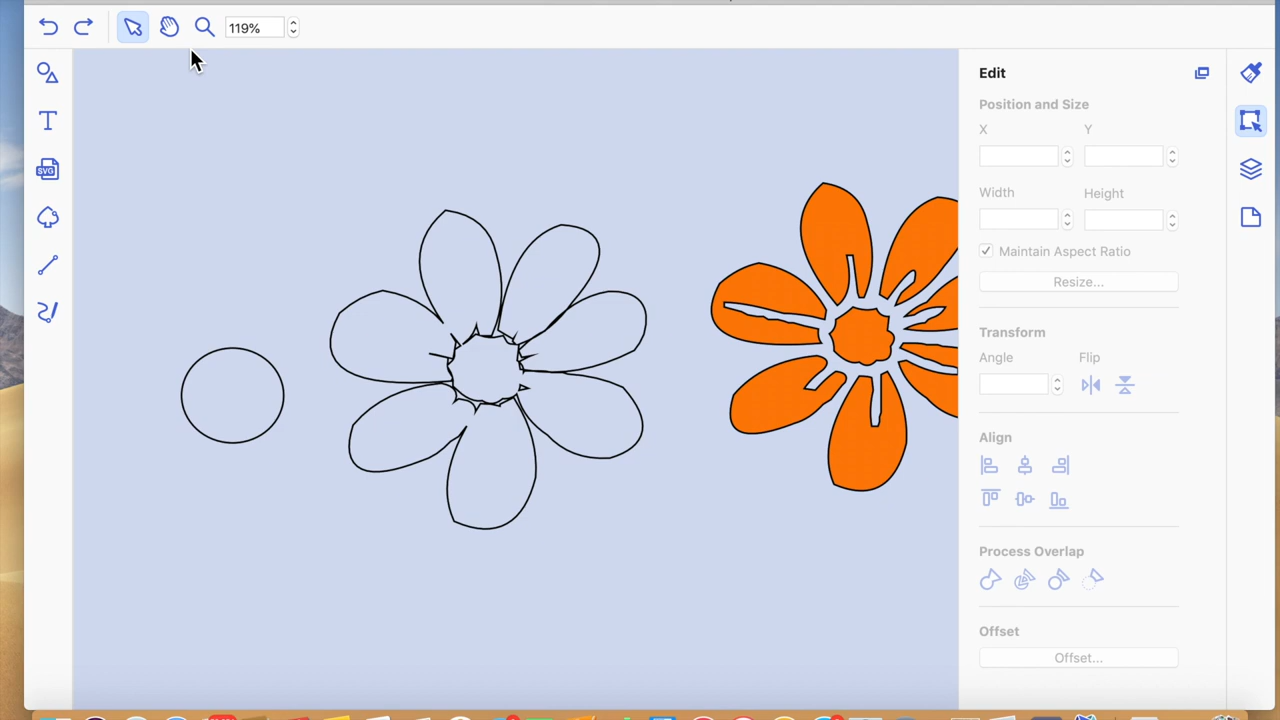 119%
T
SVG
Edit
Position and Size
X Y
Width Height
Maintain Aspect Ratio
Resize...
Transform
Angle Flip
Align
Process Overlap
Offset
Offset...